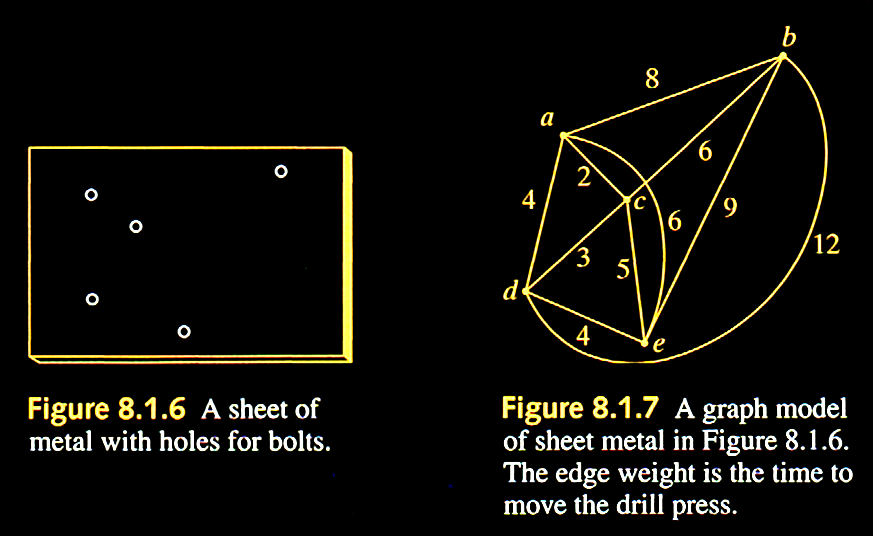 b
8
a
6
2
c
4
6
9
12
3
5
d
4
e
Figure 8.1.6 A sheet of
metal with holes for bolts.
Figure 8.1.7 A graph model
of sheet metal in Figure 8.1.6.
The edge weight is the time to
move the drill press.